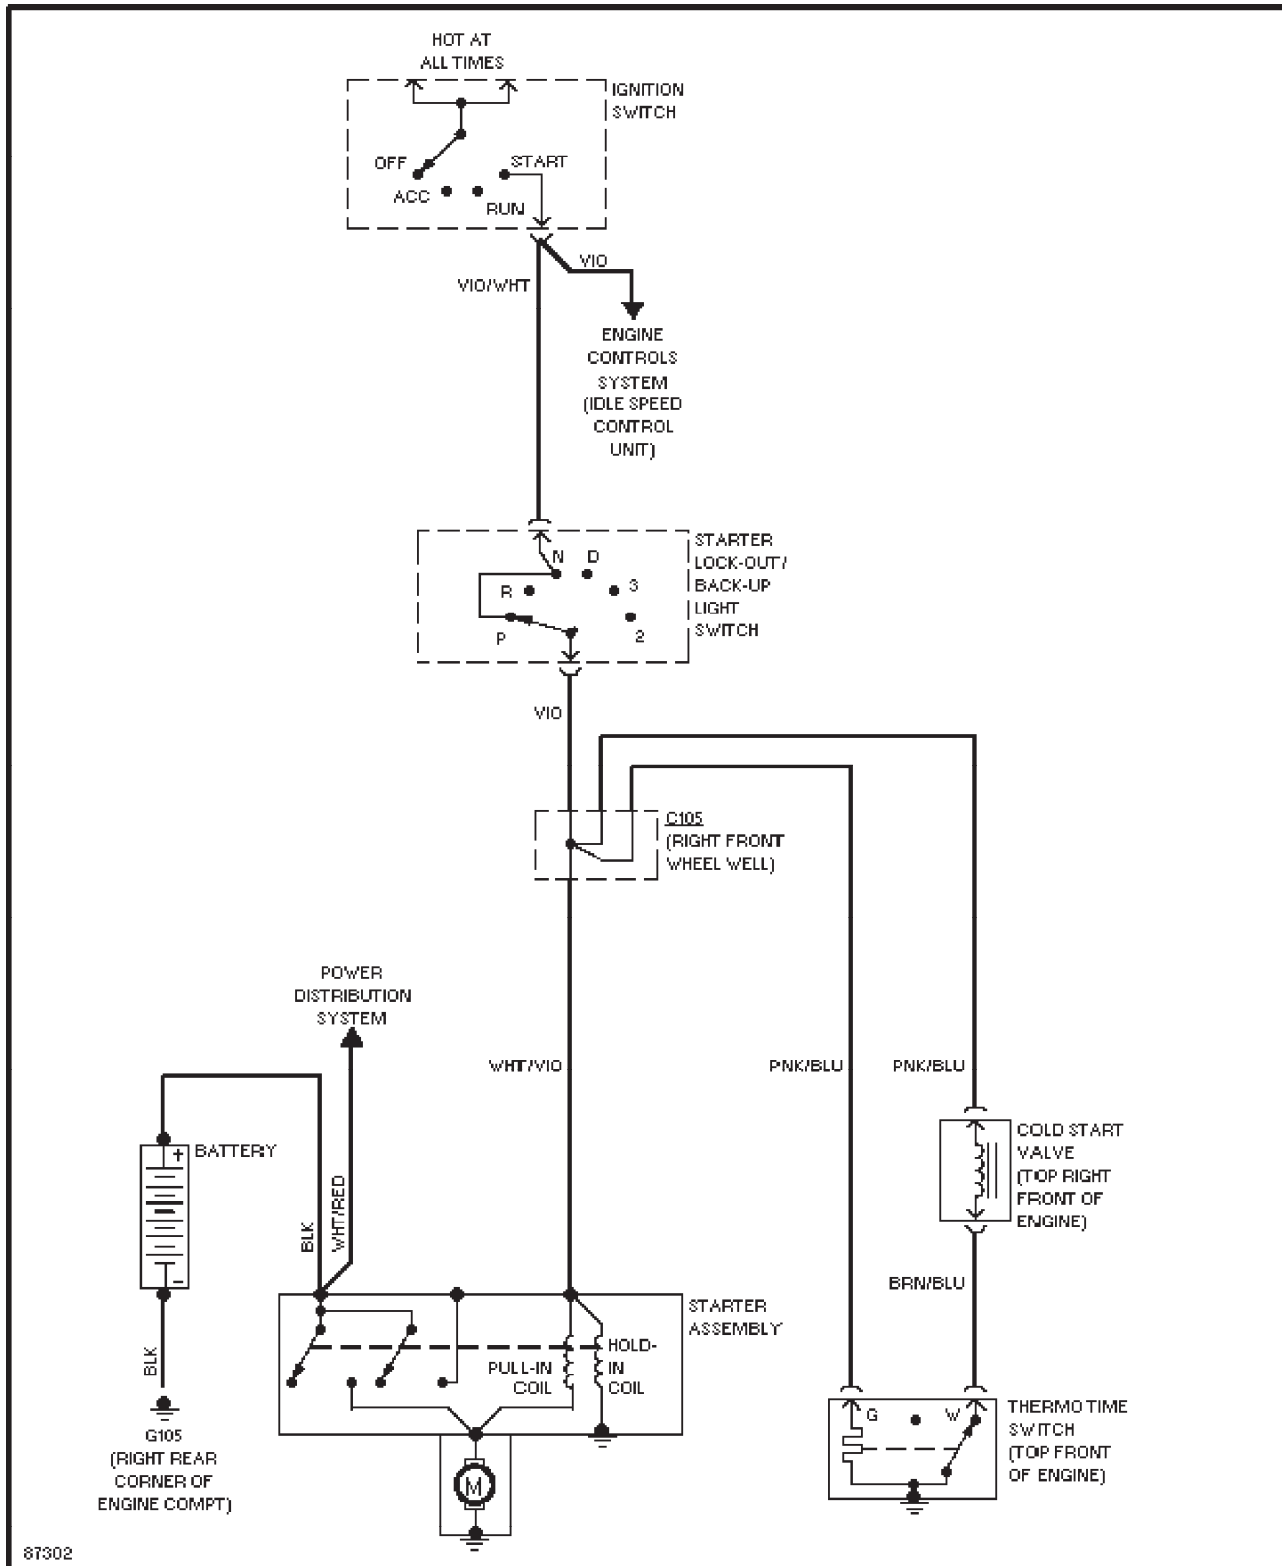 HOT AT
ALL TIMES
IGNITION
SWITCH
OFF
START
ACC
RUN
VIO
VIO/WHT
ENGINE
CONTROLS
SYSTEM
(IDLE SPEED
CONTROL
UNIT)
STARTER
LOCK-OUT/
BACK-UP
LIGHT
SWITCH
N
D
R
3
P
2
VIO
C105
(RIGHT FRONT
WHEEL WELL)
POWER
DISTRIBUTION
SYSTEM
WHT/VIO
PNK/BLU
PNK/BLU
BATTERY
+
-
BLK
WHT/RED
COLD START
VALVE
(TOP RIGHT
FRONT OF
ENGINE)
BRN/BLU
STARTER
ASSEMBLY
PULL-IN
COIL
HOLD-
IN
COIL
BLK
G105
(RIGHT REAR
CORNER OF
ENGINE COMPT)
M
G
W
THERMO TIME
SWITCH
(TOP FRONT
OF ENGINE)
87302